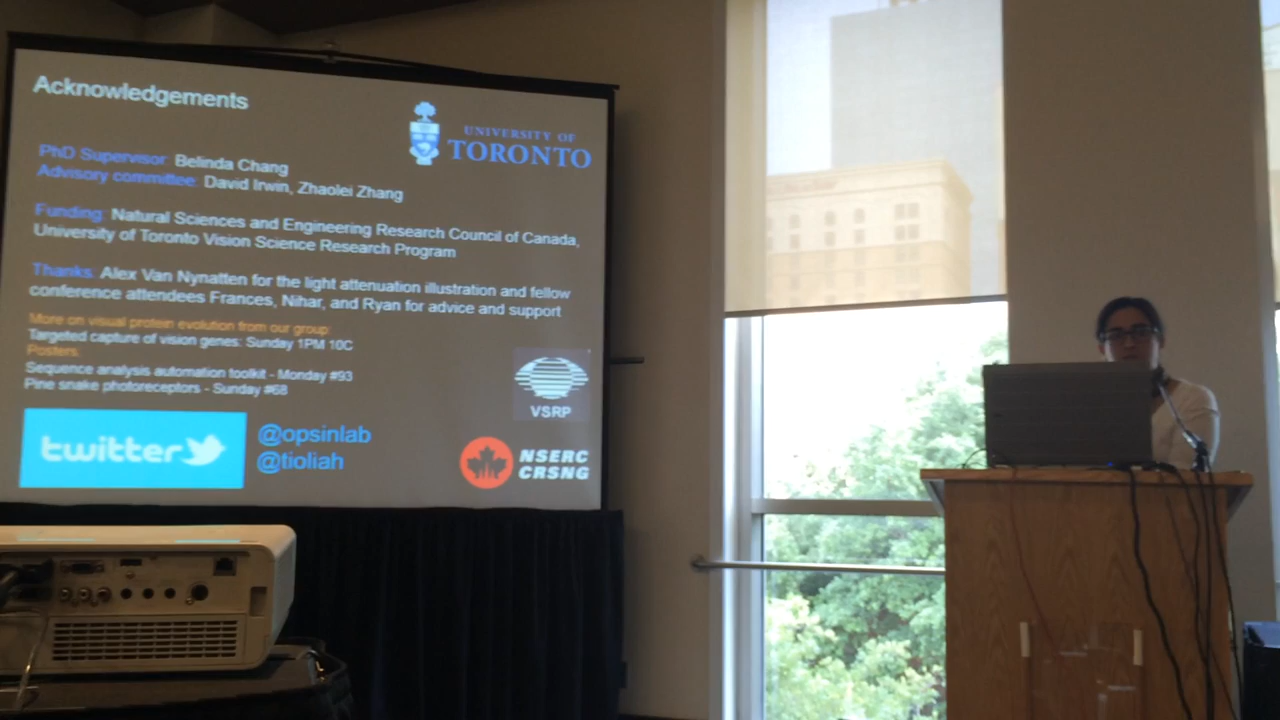 Acknowledgements
UNIVERSITY OF
TORONTO
PhD Supervisor: Belinda Chang
Advisory committee: David Irwin, Zhaolei Zhang
Funding: Natural Sciences and Engineering Research Council of Canada,
University of Toronto Vision Science Research Program
Thanks: Alex Van Nynatten for the light attenuation illustration and fellow
conference attendees Frances, Nihar, and Ryan for advice and support
More on visual protein evolution from our group:
Targeted capture of vision genes: Sunday 1PM 10C
Posters:
Sequence analysis automation toolkit - Monday #93
Pine snake photoreceptors - Sunday #68
VSRP
twitter
@opsinlab
@tioliah
NSERC
CRSNG